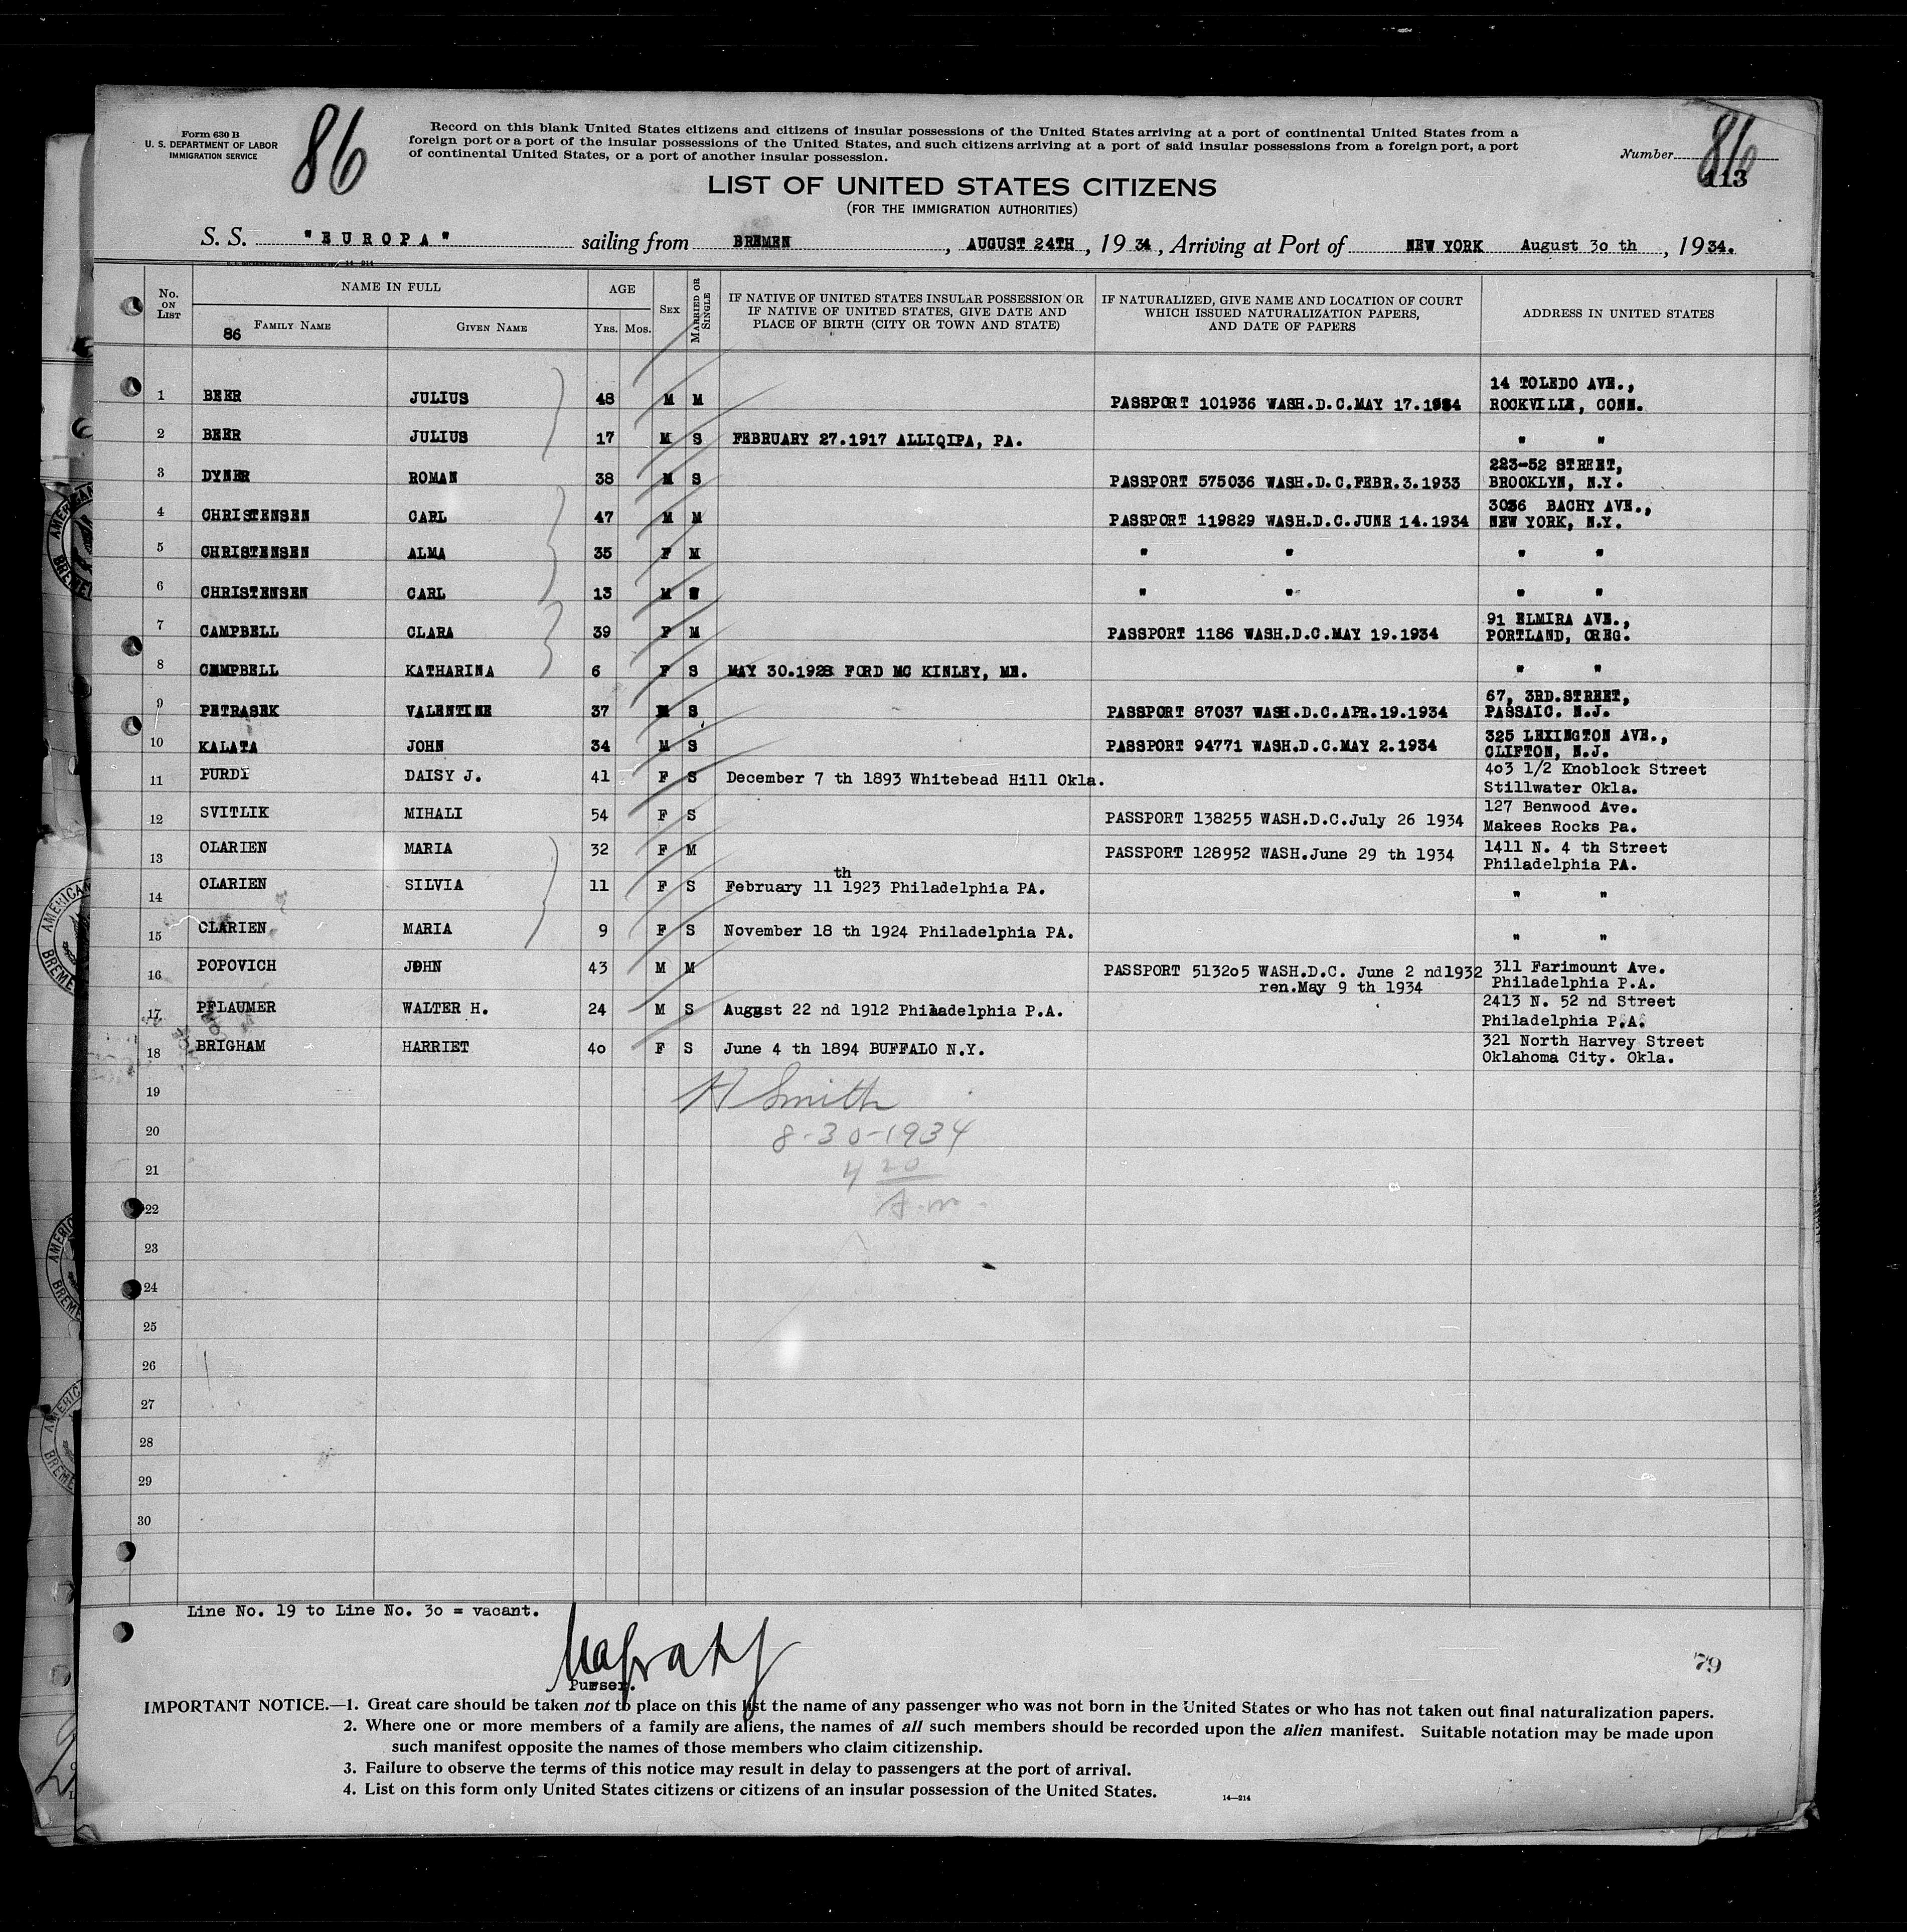 Form 630 B
U. S. DEPARTMENT OF LABOR
IMMIGRATION SERVICE
86
Record on this blank United States citizens and citizens of insular possessions of the United States arriving at a port of continental United States from a
foreign port or a port of the insular possessions of the United States, and such citizens arriving at a port of said insular possessions from a foreign port, a port
of continental United States, or a port of another insular possession.
Number 86
113
LIST OF UNITED STATES CITIZENS
(FOR THE IMMIGRATION AUTHORITIES)
S. S. "EUROPA" sailing from BREMEN, AUGUST 24TH, 1934, Arriving at Port of NEW YORK August 30 th, 1934.
14-214
No. ON LIST
NAME IN FULL
86 FAMILY NAME
GIVEN NAME
AGE
YRS. MOS.
SEX
MARRIED OR SINGLE
IF NATIVE OF UNITED STATES INSULAR POSSESSION OR
IF NATIVE OF UNITED STATES, GIVE DATE AND
PLACE OF BIRTH (CITY OR TOWN AND STATE)
IF NATURALIZED, GIVE NAME AND LOCATION OF COURT
WHICH ISSUED NATURALIZATION PAPERS,
AND DATE OF PAPERS
ADDRESS IN UNITED STATES
1 BEER JULIUS 48 M M PASSPORT 101936 WASH.D.C.MAY 17.1934 14 TOLEDO AVE.,
ROCKVILLE, CONN.
2 BEER JULIUS 17 M S FEBRUARY 27.1917 ALLIQIPA, PA. " "
3 DYNER ROMAN 38 M S PASSPORT 575036 WASH.D.C.FEBR.3.1933 223-52 STREET,
BROOKLYN, N.Y.
4 CHRISTENSEN CARL 47 M M PASSPORT 119829 WASH.D.C.JUNE 14.1934 3036 BACHY AVE.,
NEW YORK, N.Y.
5 CHRISTENSEN ALMA 35 F M " " " "
6 CHRISTENSEN CARL 13 M " " " "
7 CAMPBELL CLARA 39 F M PASSPORT 1186 WASH.D.C.MAY 19.1934 91 ELMIRA AVE.,
PORTLAND, OREG.
8 CAMPBELL KATHARINA 6 F S MAY 30.1928 FORD MC KINLEY, ME. " "
9 PETRASEK VALENTINE 37 M S PASSPORT 87037 WASH.D.C.APR.19.1934 67, 3RD.STREET,
PASSAIC. N.J.
10 KALATA JOHN 34 M S PASSPORT 94771 WASH.D.C.MAY 2.1934 325 LEXINGTON AVE.,
CLIFTON, N.J.
11 PURDI DAISY J. 41 F S December 7 th 1893 Whitebead Hill Okla. 403 1/2 Knoblock Street
Stillwater Okla.
12 SVITLIK MIHALI 54 F S PASSPORT 138255 WASH.D.C.July 26 1934 127 Benwood Ave.
Makees Rocks Pa.
13 OLARIEN MARIA 32 F M PASSPORT 128952 WASH.June 29 th 1934 1411 N. 4 th Street
Philadelphia PA.
14 OLARIEN SILVIA 11 F S February 11 th 1923 Philadelphia PA. " "
15 CLARIEN MARIA 9 F S November 18 th 1924 Philadelphia PA. " "
16 POPOVICH JOHN 43 M M PASSPORT 513205 WASH.D.C. June 2 nd1932 311 Farimount Ave.
ren.May 9 th 1934 Philadelphia P.A.
17 PFLAUMER WALTER H. 24 M S August 22 nd 1912 Philadelphia P.A. 2413 N. 52 nd Street
Philadelphia P.A.
18 BRIGHAM HARRIET 40 F S June 4 th 1894 BUFFALO N.Y. 321 North Harvey Street
Oklahoma City. Okla.
19
H Smith
20
8-30-1934
21
4 20
22
A.m.
23
24
25
26
27
28
29
30
Line No. 19 to Line No. 30 = vacant.
Purser.
79
IMPORTANT NOTICE.—1. Great care should be taken not to place on this list the name of any passenger who was not born in the United States or who has not taken out final naturalization papers.
2. Where one or more members of a family are aliens, the names of all such members should be recorded upon the alien manifest. Suitable notation may be made upon
such manifest opposite the names of those members who claim citizenship.
3. Failure to observe the terms of this notice may result in delay to passengers at the port of arrival.
4. List on this form only United States citizens or citizens of an insular possession of the United States.
14—214